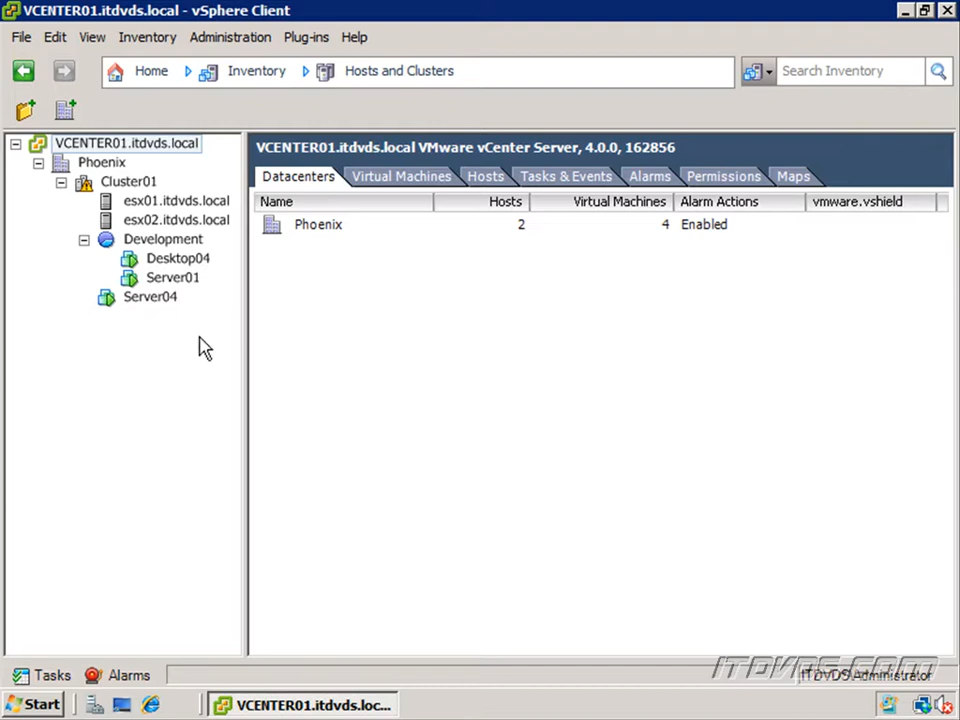 VCENTER01.itdvds.local - vSphere Client
File Edit View Inventory Administration Plug-ins Help
Home Inventory Hosts and Clusters Search Inventory
VCENTER01.itdvds.local
Phoenix
Cluster01
esx01.itdvds.local
esx02.itdvds.local
Development
Desktop04
Server01
Server04
VCENTER01.itdvds.local VMware vCenter Server, 4.0.0, 162856
Datacenters Virtual Machines Hosts Tasks & Events Alarms Permissions Maps
Name Hosts Virtual Machines Alarm Actions vmware.vshield
Phoenix 2 4 Enabled
Tasks Alarms
ITDVDS.COM
ITDVDS\Administrator
Start VCENTER01.itdvds.loc...